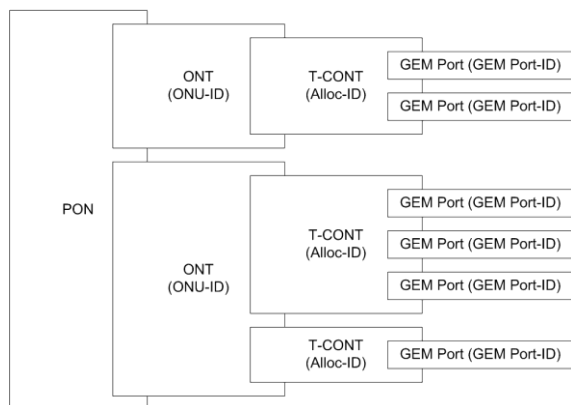 PON
ONT
(ONU-ID)
T-CONT
(Alloc-ID)
GEM Port (GEM Port-ID)
GEM Port (GEM Port-ID)
ONT
(ONU-ID)
T-CONT
(Alloc-ID)
GEM Port (GEM Port-ID)
GEM Port (GEM Port-ID)
GEM Port (GEM Port-ID)
T-CONT
(Alloc-ID)
GEM Port (GEM Port-ID)